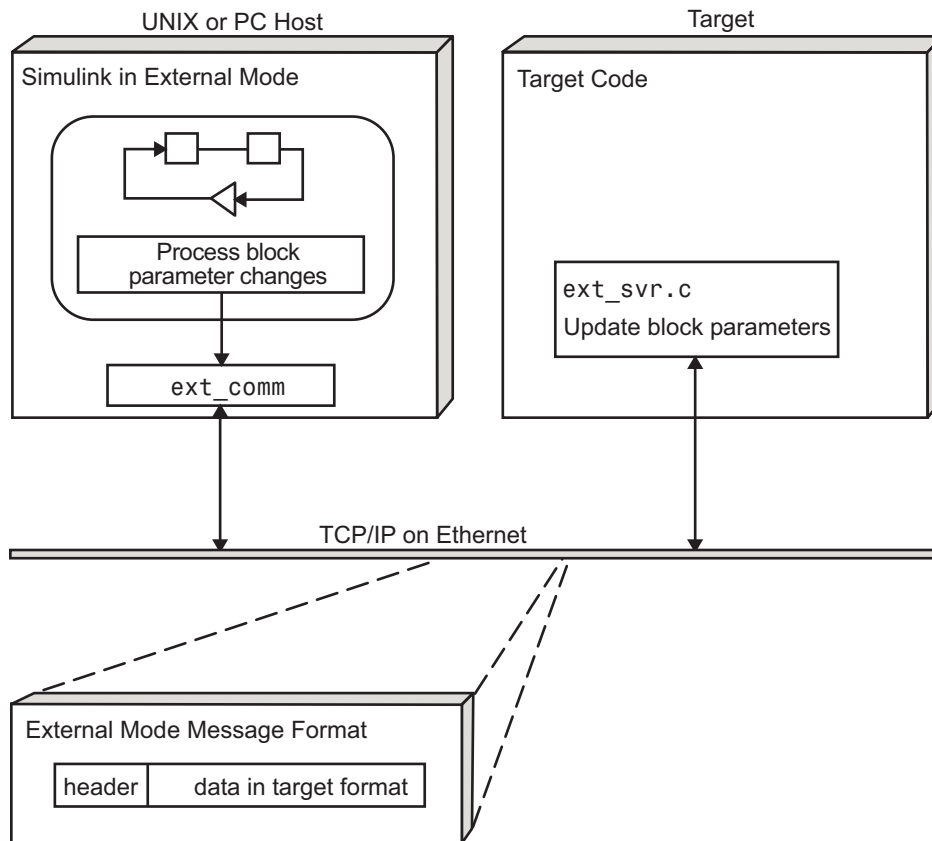 UNIX or PC Host
Target
Simulink in External Mode
Target Code
Process block
parameter changes
ext_svr.c
Update block parameters
ext_comm
TCP/IP on Ethernet
External Mode Message Format
header
data in target format